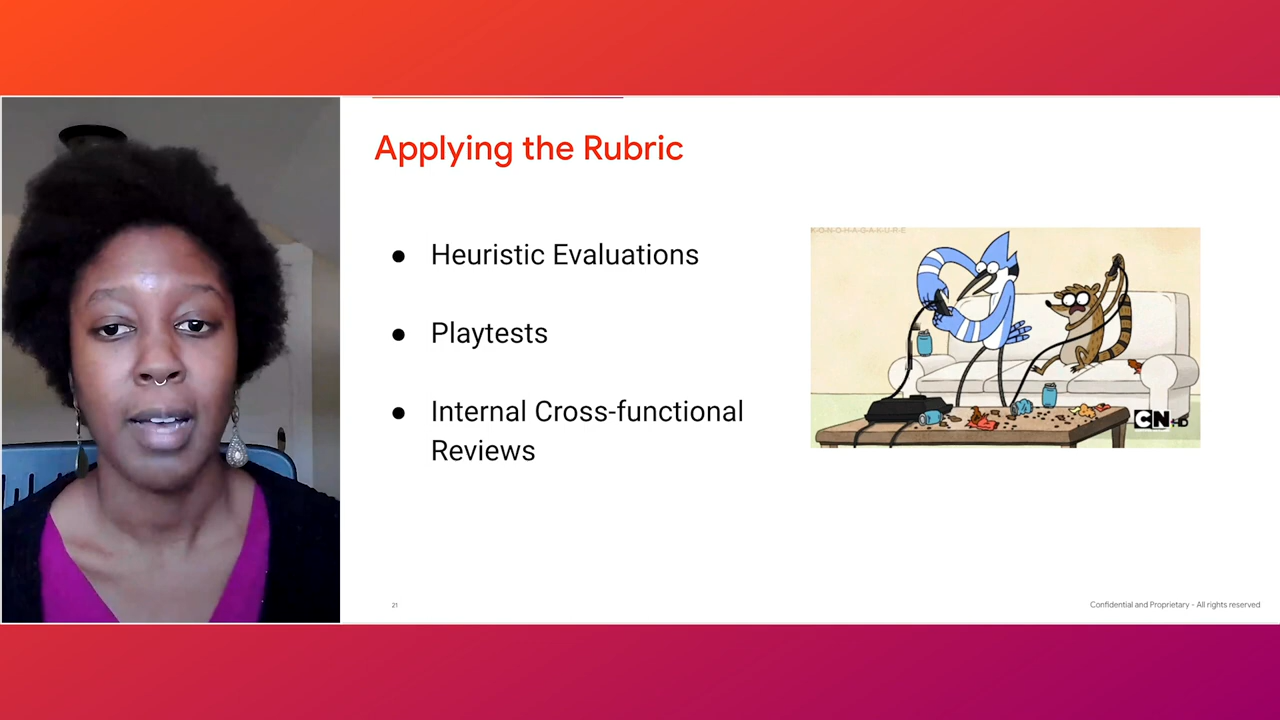 Applying the Rubric
● Heuristic Evaluations
● Playtests
● Internal Cross-functional
Reviews
KONOHAGAKURE
CN HD
21
Confidential and Proprietary - All rights reserved